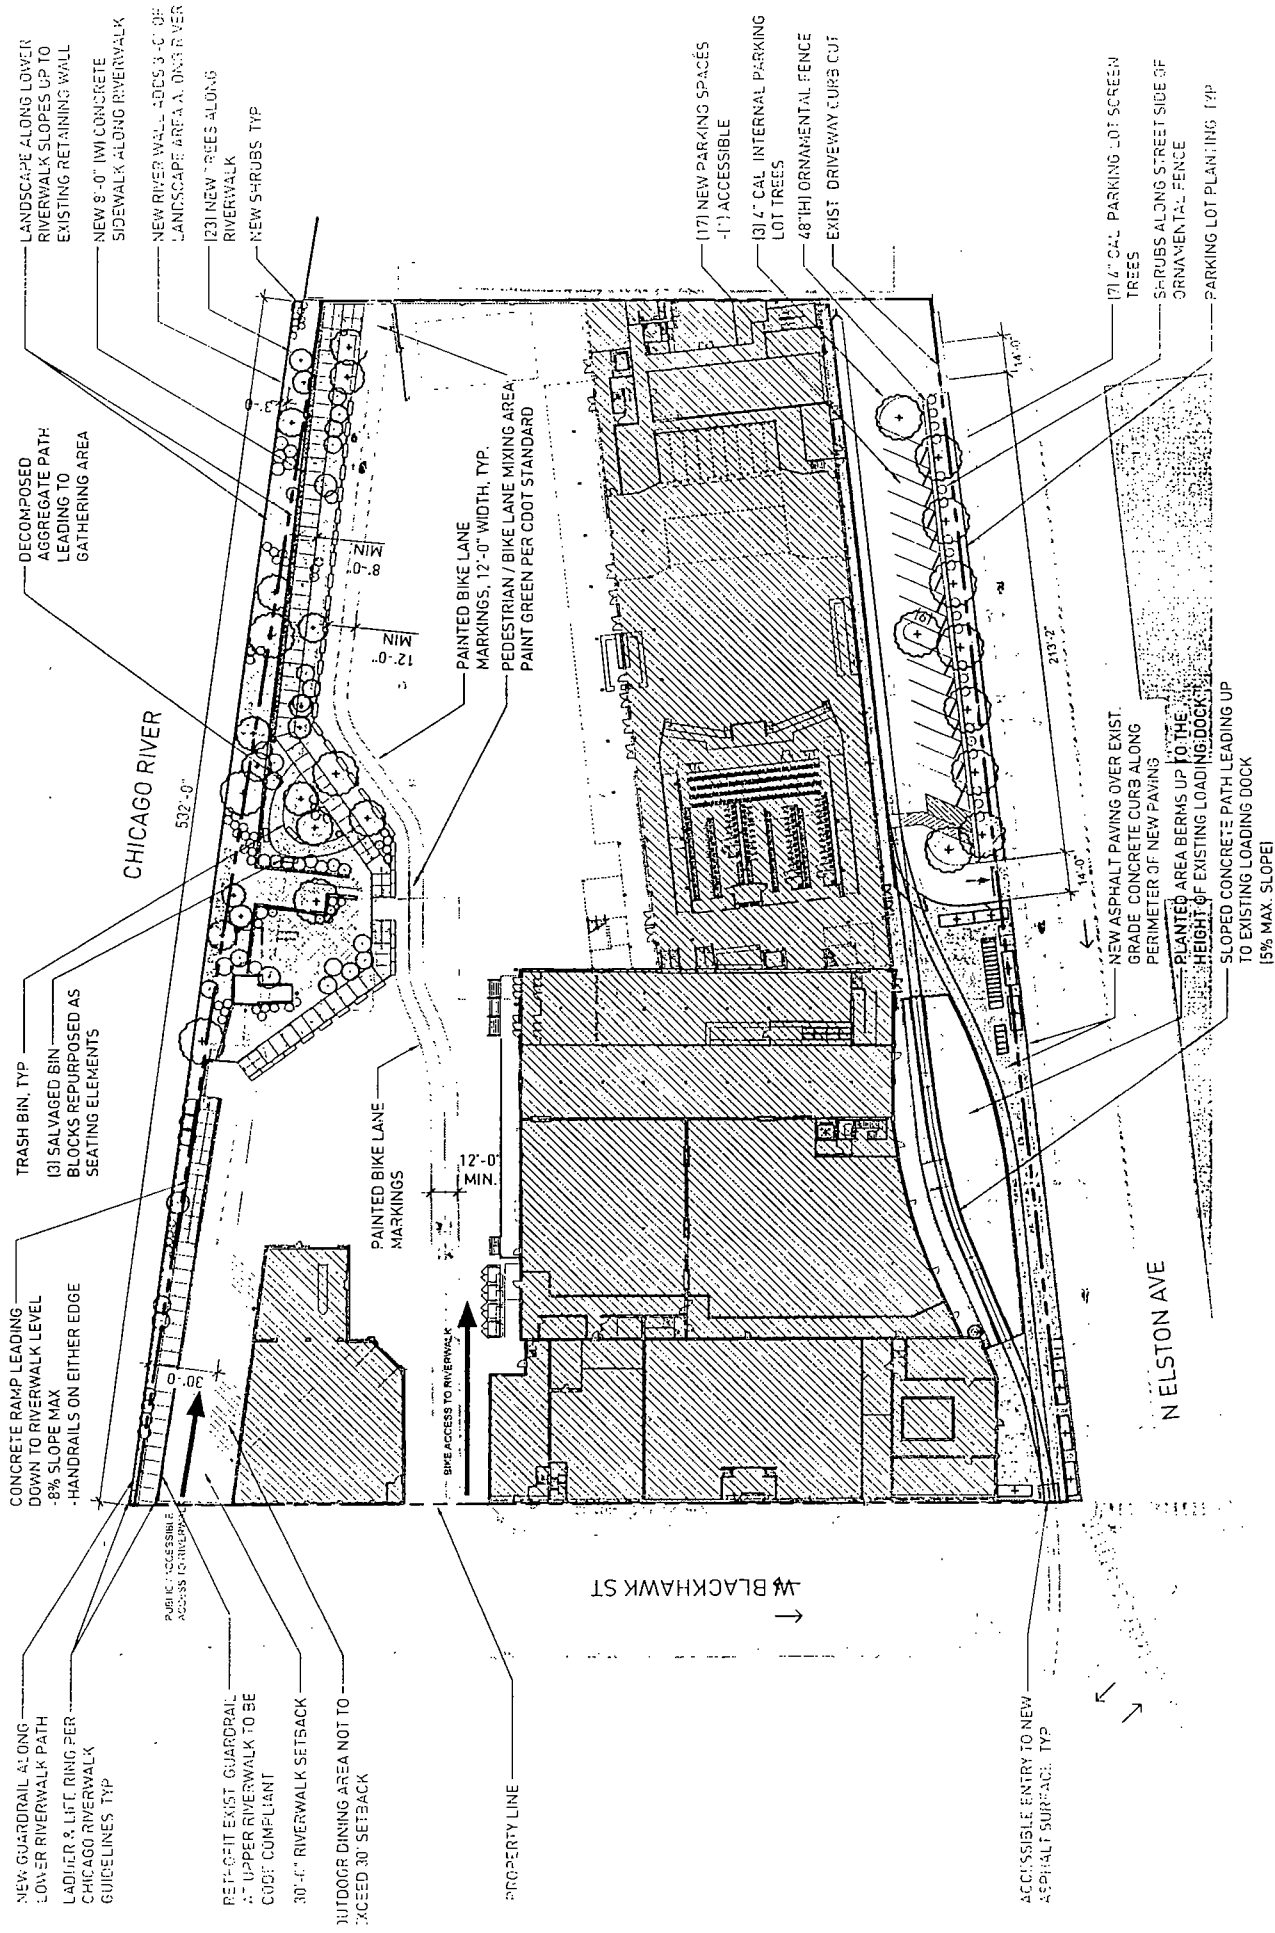 LANDSCAPE ALONG LOWER
RIVERWALK SLOPES UP TO
EXISTING RETAINING WALL
NEW 8'-0" (W) CONCRETE
SIDEWALK ALONG RIVERWALK
NEW RIVER WALL ADDS 3'-0" OF
LANDSCAPE AREA ALONG RIVER
(23) NEW TREES ALONG
RIVERWALK
NEW SHRUBS TYP
DECOMPOSED
AGGREGATE PATH
LEADING TO
GATHERING AREA
TRASH BIN, TYP
(3) SALVAGED BIN
BLOCKS REPURPOSED AS
SEATING ELEMENTS
CONCRETE RAMP LEADING
DOWN TO RIVERWALK LEVEL
-8% SLOPE MAX
-HANDRAILS ON EITHER EDGE
NEW GUARDRAIL ALONG
LOWER RIVERWALK PATH
LADDER & LIFE RING PER
CHICAGO RIVERWALK
GUIDELINES TYP
RETROFIT EXIST GUARDRAIL
AT UPPER RIVERWALK TO BE
CODE COMPLIANT
30'-0" RIVERWALK SETBACK
OUTDOOR DINING AREA NOT TO
EXCEED 30' SETBACK
PROPERTY LINE
ACCESSIBLE ENTRY TO NEW
ASPHALT SURFACE, TYP
CHICAGO RIVER
532'-0"
3'-0
8'-0"
MIN
12'-0"
MIN
PAINTED BIKE LANE
MARKINGS, 12'-0" WIDTH, TYP.
PEDESTRIAN / BIKE LANE MIXING AREA,
PAINT GREEN PER CDOT STANDARD
PAINTED BIKE LANE
MARKINGS
12'-0"
MIN.
30'-0
PUBLIC ACCESSIBLE
ACCESS TO RIVERWALK
BIKE ACCESS TO RIVERWALK
W BLACKHAWK ST
(17) NEW PARKING SPACES
-(1) ACCESSIBLE
(3) 4" CAL INTERNAL PARKING
LOT TREES
48"(H) ORNAMENTAL FENCE
EXIST DRIVEWAY CURB CUT
(7) 4" CAL PARKING LOT SCREEN
TREES
SHRUBS ALONG STREET SIDE OF
ORNAMENTAL FENCE
PARKING LOT PLANTING TYP
14'-0"
213'-2"
14'-0"
NEW ASPHALT PAVING OVER EXIST.
GRADE CONCRETE CURB ALONG
PERIMETER OF NEW PAVING
PLANTED AREA BERMS UP TO THE
HEIGHT OF EXISTING LOADING DOCK
SLOPED CONCRETE PATH LEADING UP
TO EXISTING LOADING DOCK
(5% MAX. SLOPE)
N ELSTON AVE